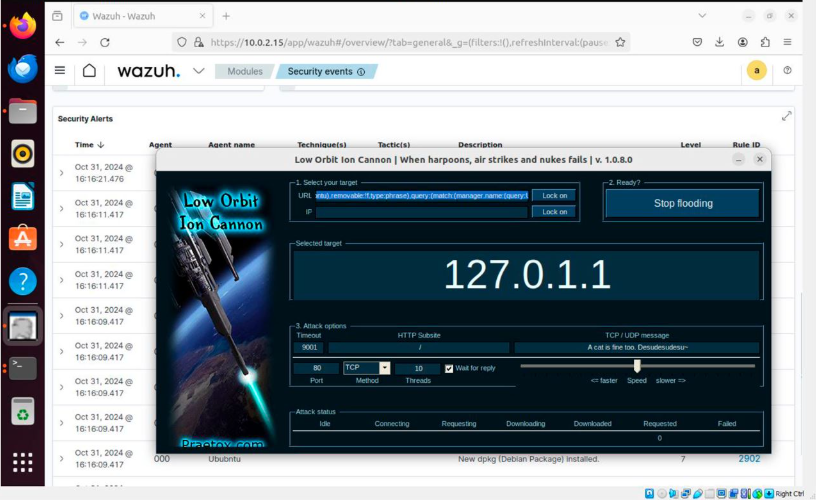 Wazuh - Wazuh
https://10.0.2.15/app/wazuh#/overview/?tab=general&_g=(filters:!(),refreshInterval:(pause
wazuh. Modules Security events a
Security Alerts
Time Agent Agent name Technique(s) Tactic(s) Description Level Rule ID
Low Orbit Ion Cannon | When harpoons, air strikes and nukes fails | v. 1.0.8.0
Oct 31, 2024 @
16:16:21.476
Oct 31, 2024 @
16:16:11.417
Oct 31, 2024 @
16:16:11.417
Oct 31, 2024 @
16:16:11.417
Oct 31, 2024 @
16:16:09.417
Oct 31, 2024 @
16:16:09.417
Oct 31, 2024 @
16:16:09.417
Oct 31, 2024 @
16:16:09.417
Oct 31, 2024 @
16:16:09.417
000 Ububntu New dpkg (Debian Package) installed. 7 2902
Low Orbit
Ion Cannon
Praetox.com
1. Select your target
URL ntu).removable:!f,type:phrase).query:(match:(manager.name:(query:! Lock on
IP Lock on
2. Ready?
Stop flooding
Selected target
127.0.1.1
3. Attack options
Timeout HTTP Subsite TCP / UDP message
9001 / A cat is fine too. Desudesudesu~
80 TCP 10 Wait for reply
Port Method Threads <= faster Speed slower =>
Attack status
Idle Connecting Requesting Downloading Downloaded Requested Failed
0
Right Ctrl